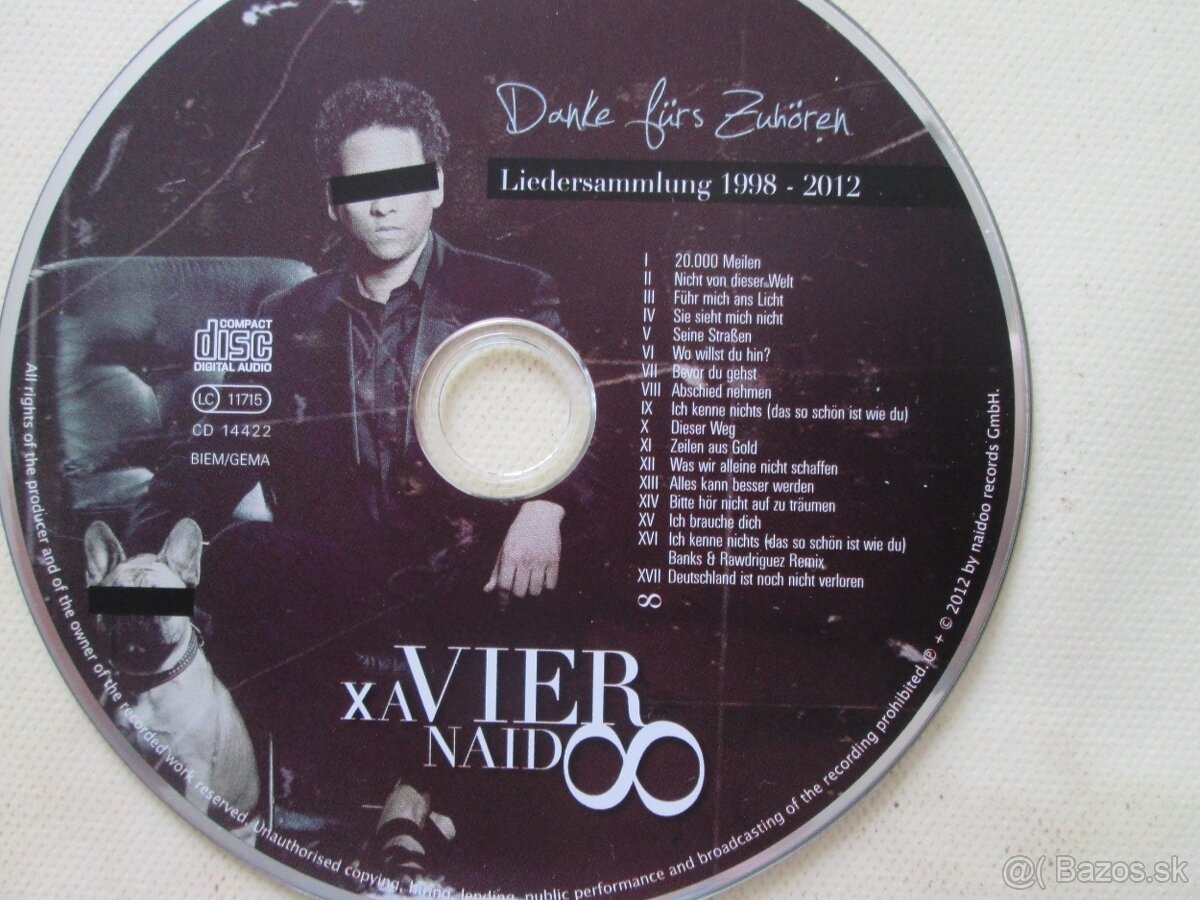 Danke fürs Zuhören
Liedersammlung 1998 - 2012
I 20.000 Meilen
II Nicht von dieser Welt
III Führ mich ans Licht
IV Sie sieht mich nicht
V Seine Straßen
VI Wo willst du hin?
VII Bevor du gehst
VIII Abschied nehmen
IX Ich kenne nichts (das so schön ist wie du)
X Dieser Weg
XI Zeilen aus Gold
XII Was wir alleine nicht schaffen
XIII Alles kann besser werden
XIV Bitte hör nicht auf zu träumen
XV Ich brauche dich
XVI Ich kenne nichts (das so schön ist wie du)
Banks & Rawdriguez Remix
XVII Deutschland ist noch nicht verloren
∞
COMPACT
disc
DIGITAL AUDIO
LC 11715
CD 14422
BIEM/GEMA
XAVIER
NAIDOO
All rights of the producer and of the owner of the recorded work reserved. Unauthorised copying, hiring, lending, public performance and broadcasting of the recording prohibited. ℗ + © 2012 by naidoo records GmbH.
@( Bazos.sk